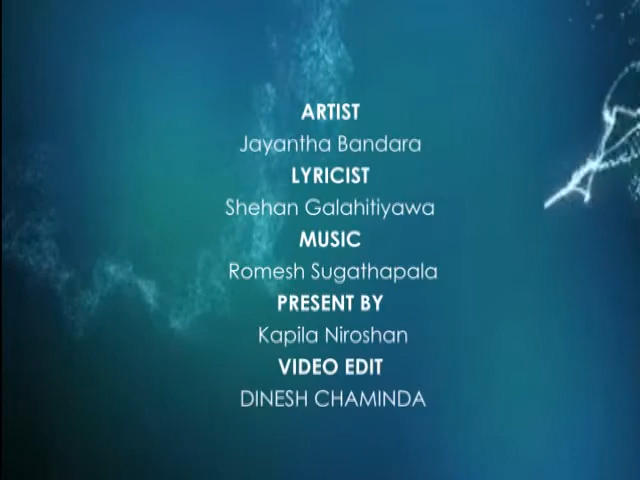 ARTIST
Jayantha Bandara
LYRICIST
Shehan Galahitiyawa
MUSIC
Romesh Sugathapala
PRESENT BY
Kapila Niroshan
VIDEO EDIT
DINESH CHAMINDA